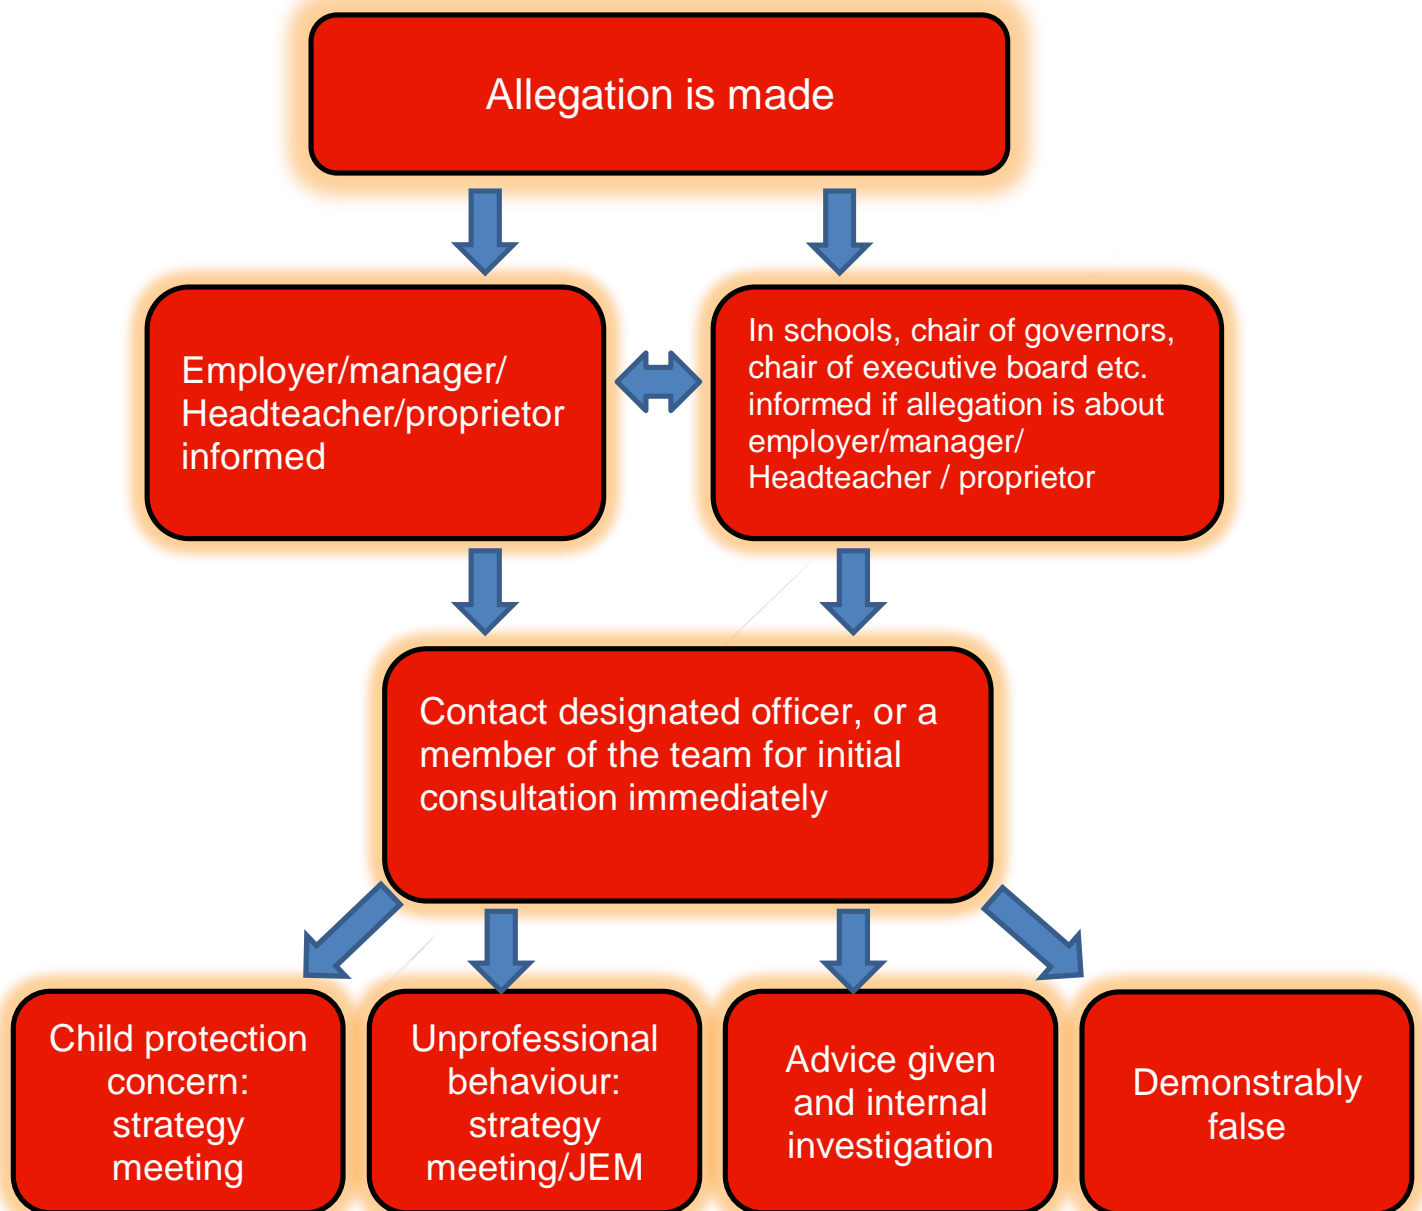 Allegation is made
Employer/manager/
Headteacher/proprietor
informed
In schools, chair of governors,
chair of executive board etc.
informed if allegation is about
employer/manager/
Headteacher / proprietor
Contact designated officer, or a
member of the team for initial
consultation immediately
Child protection
concern:
strategy
meeting
Unprofessional
behaviour:
strategy
meeting/JEM
Advice given
and internal
investigation
Demonstrably
false